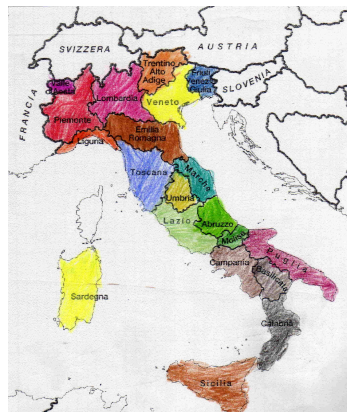 SVIZZERA
AUSTRIA
SLOVENIA
FRANCIA
Trentino
Alto
Adige
Friuli
Venezia
Giulia
Valle
d'Aosta
Lombardia
Veneto
Piemonte
Emilia
Romagna
Liguria
Toscana
Marche
Umbria
Lazio
Abruzzo
Molise
Campania
Puglia
Basilicata
Sardegna
Calabria
Sicilia